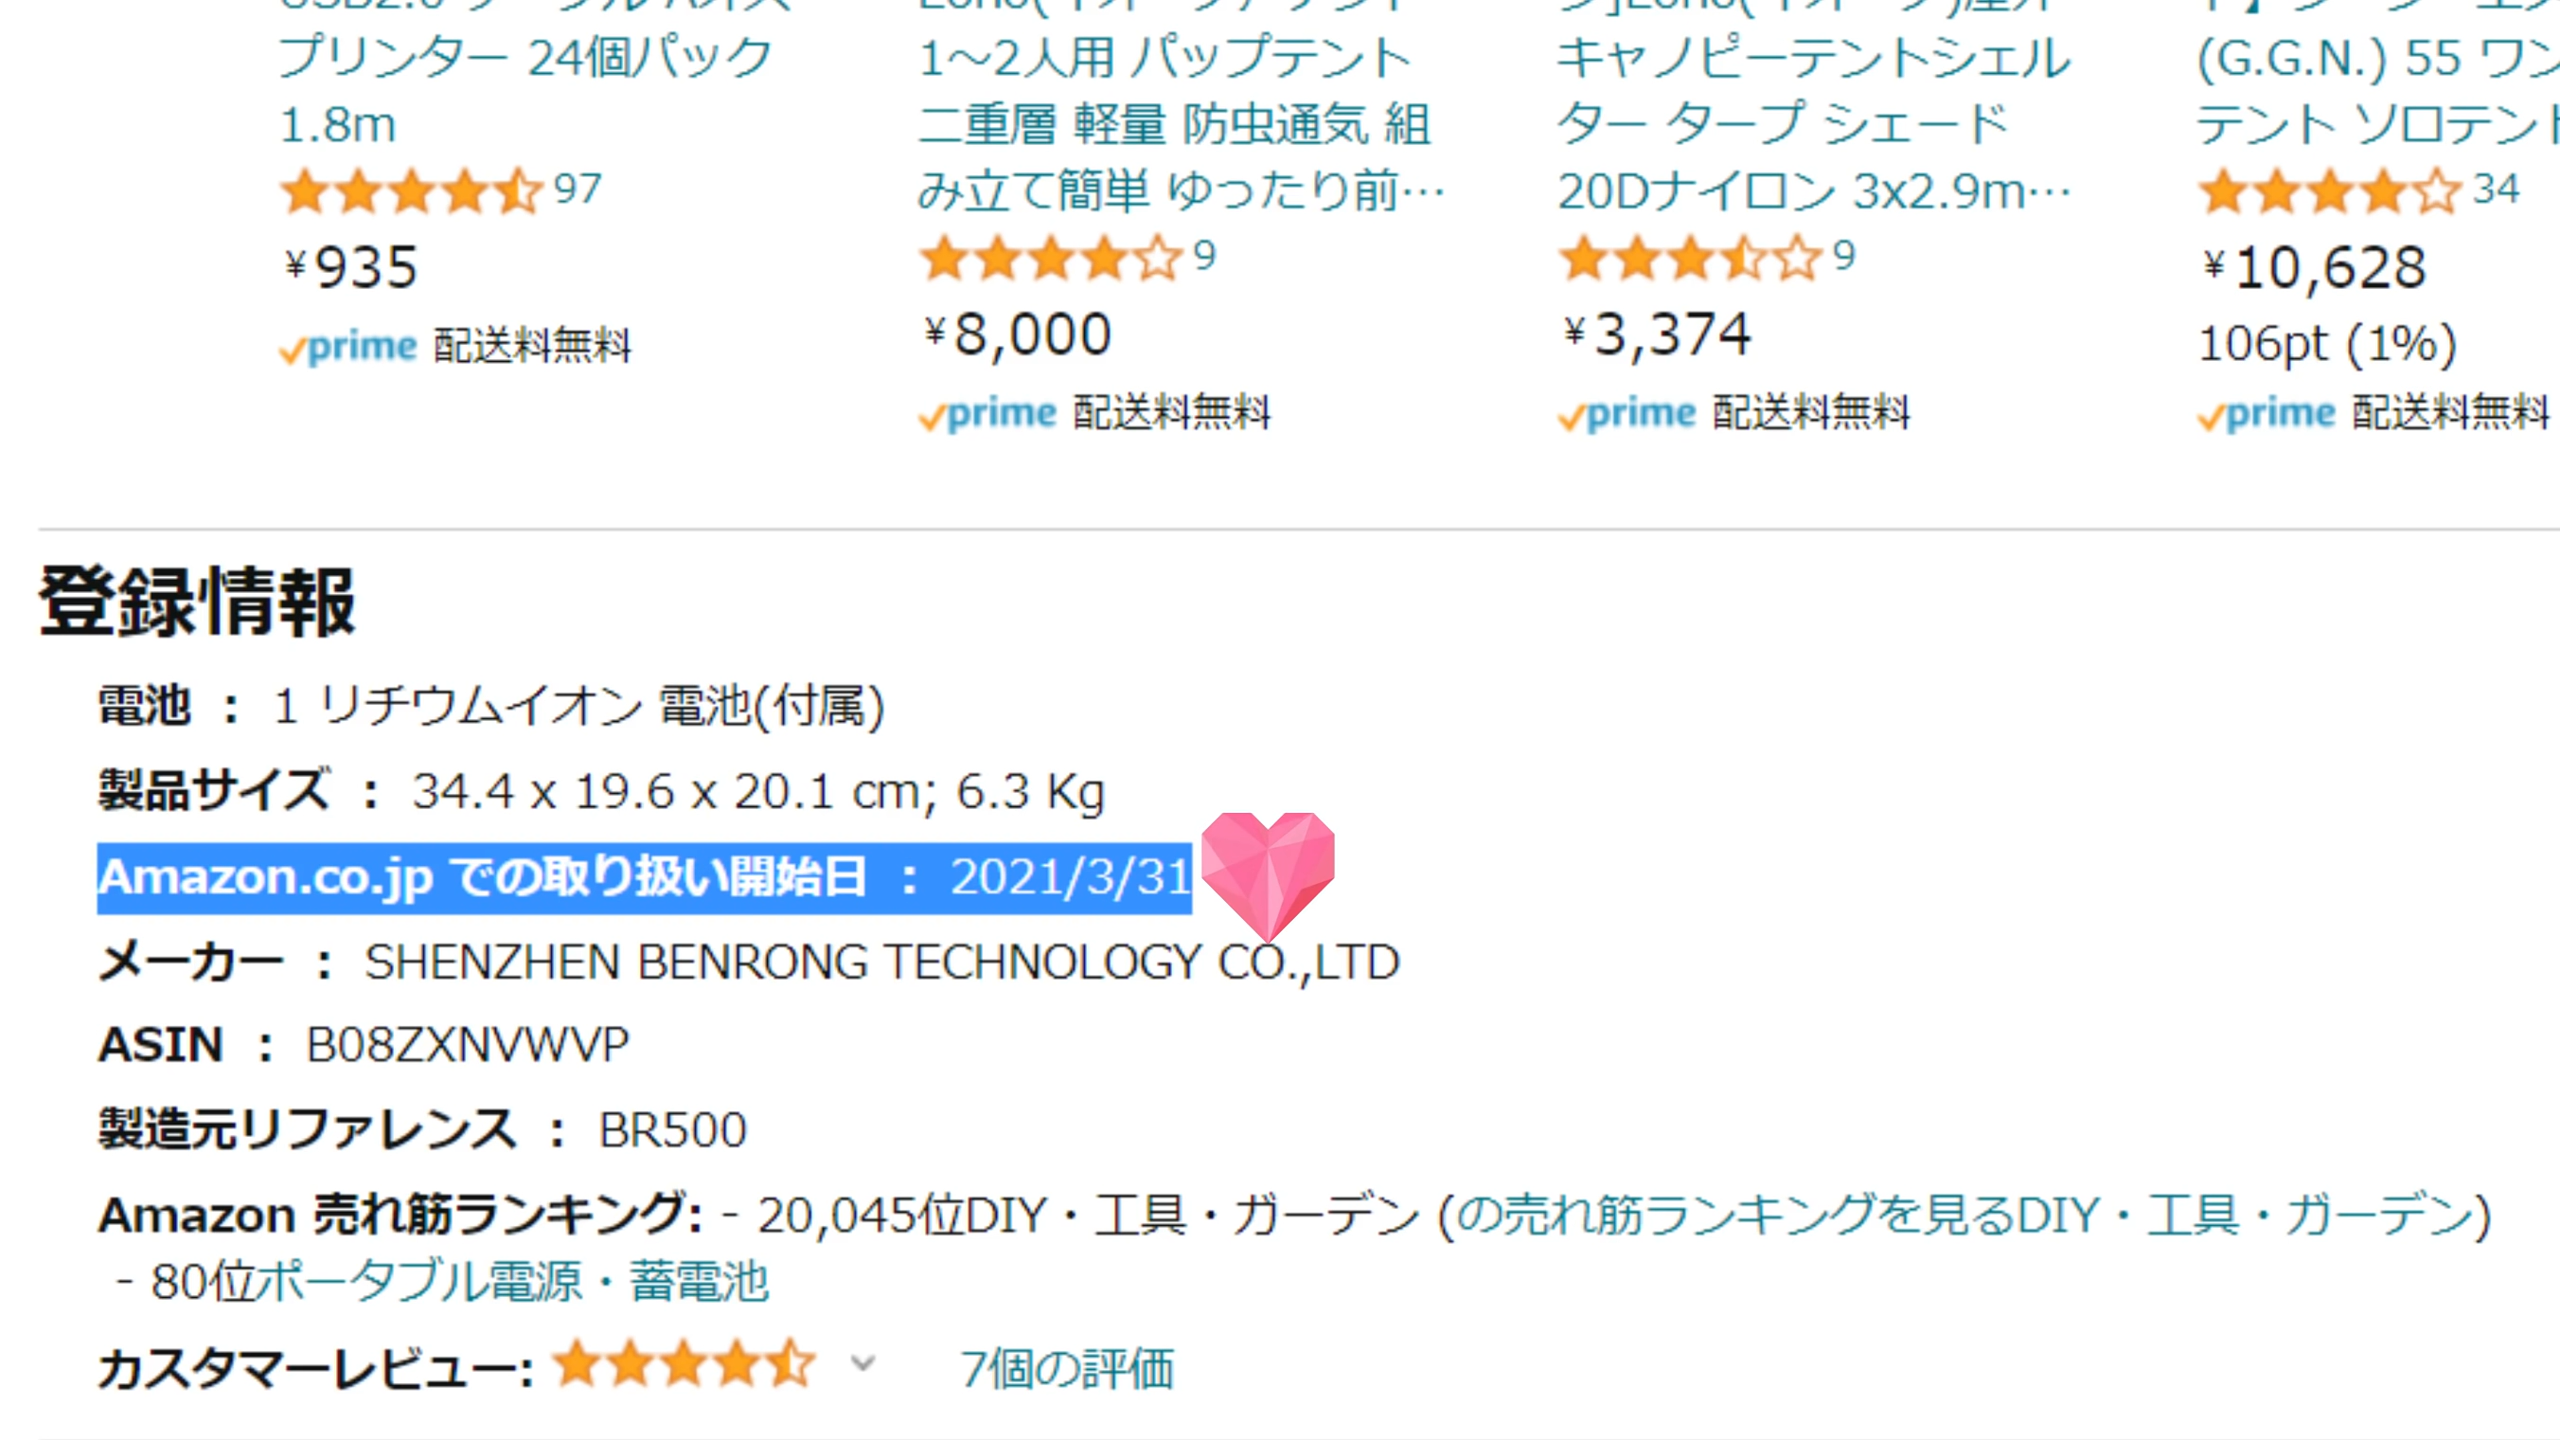 プリンター 24個パック
1.8m
97
¥935
prime 配送料無料
1～2人用 パップテント
二重層 軽量 防虫通気 組
み立て簡単 ゆったり前…
9
¥8,000
prime 配送料無料
キャノピーテントシェル
ター タープ シェード
20Dナイロン 3x2.9m…
9
¥3,374
prime 配送料無料
(G.G.N.) 55 ワン
テント ソロテント
34
¥10,628
106pt (1%)
prime 配送料無料
登録情報
電池 : 1 リチウムイオン 電池(付属)
製品サイズ : 34.4 x 19.6 x 20.1 cm; 6.3 Kg
Amazon.co.jp での取り扱い開始日 : 2021/3/31
メーカー : SHENZHEN BENRONG TECHNOLOGY CO.,LTD
ASIN : B08ZXNVWVP
製造元リファレンス : BR500
Amazon 売れ筋ランキング: - 20,045位DIY・工具・ガーデン (の売れ筋ランキングを見るDIY・工具・ガーデン)
- 80位ポータブル電源・蓄電池
カスタマーレビュー: 7個の評価